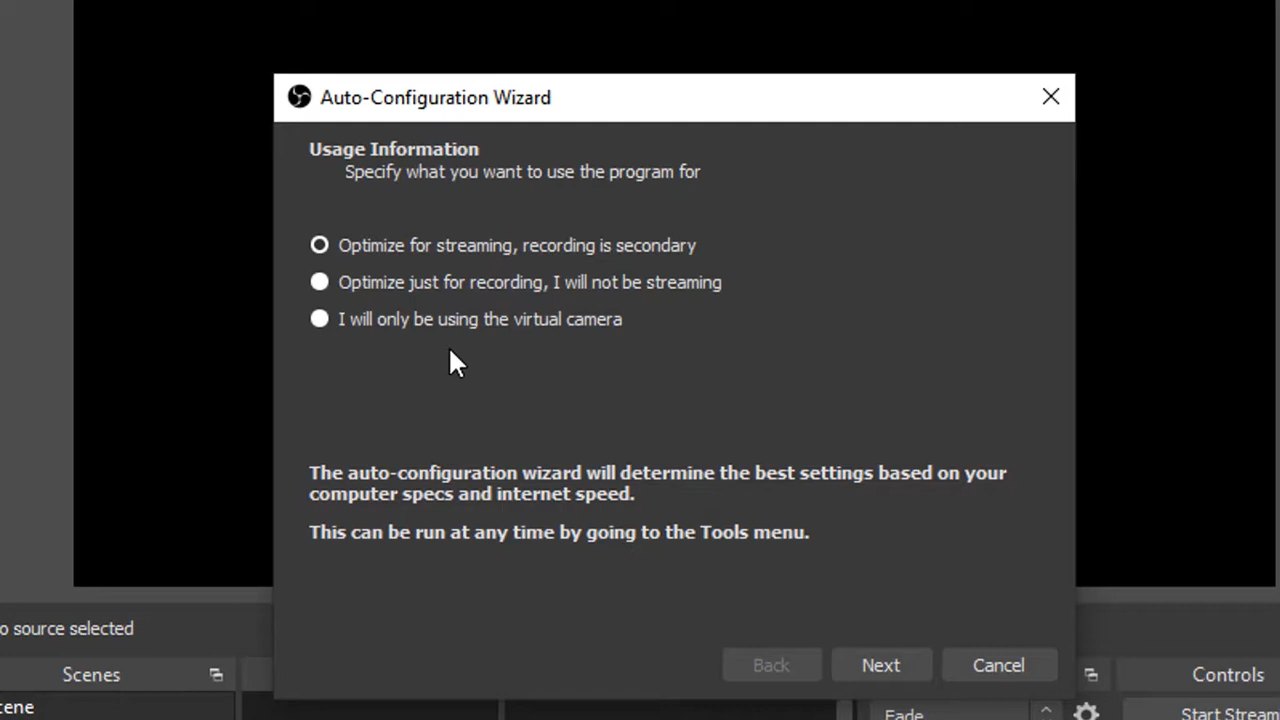 Auto-Configuration Wizard
Usage Information
Specify what you want to use the program for
Optimize for streaming, recording is secondary
Optimize just for recording, I will not be streaming
I will only be using the virtual camera
The auto-configuration wizard will determine the best settings based on your
computer specs and internet speed.
This can be run at any time by going to the Tools menu.
Back Next Cancel
o source selected
Scenes
Controls
cene
Fade
Start Stream